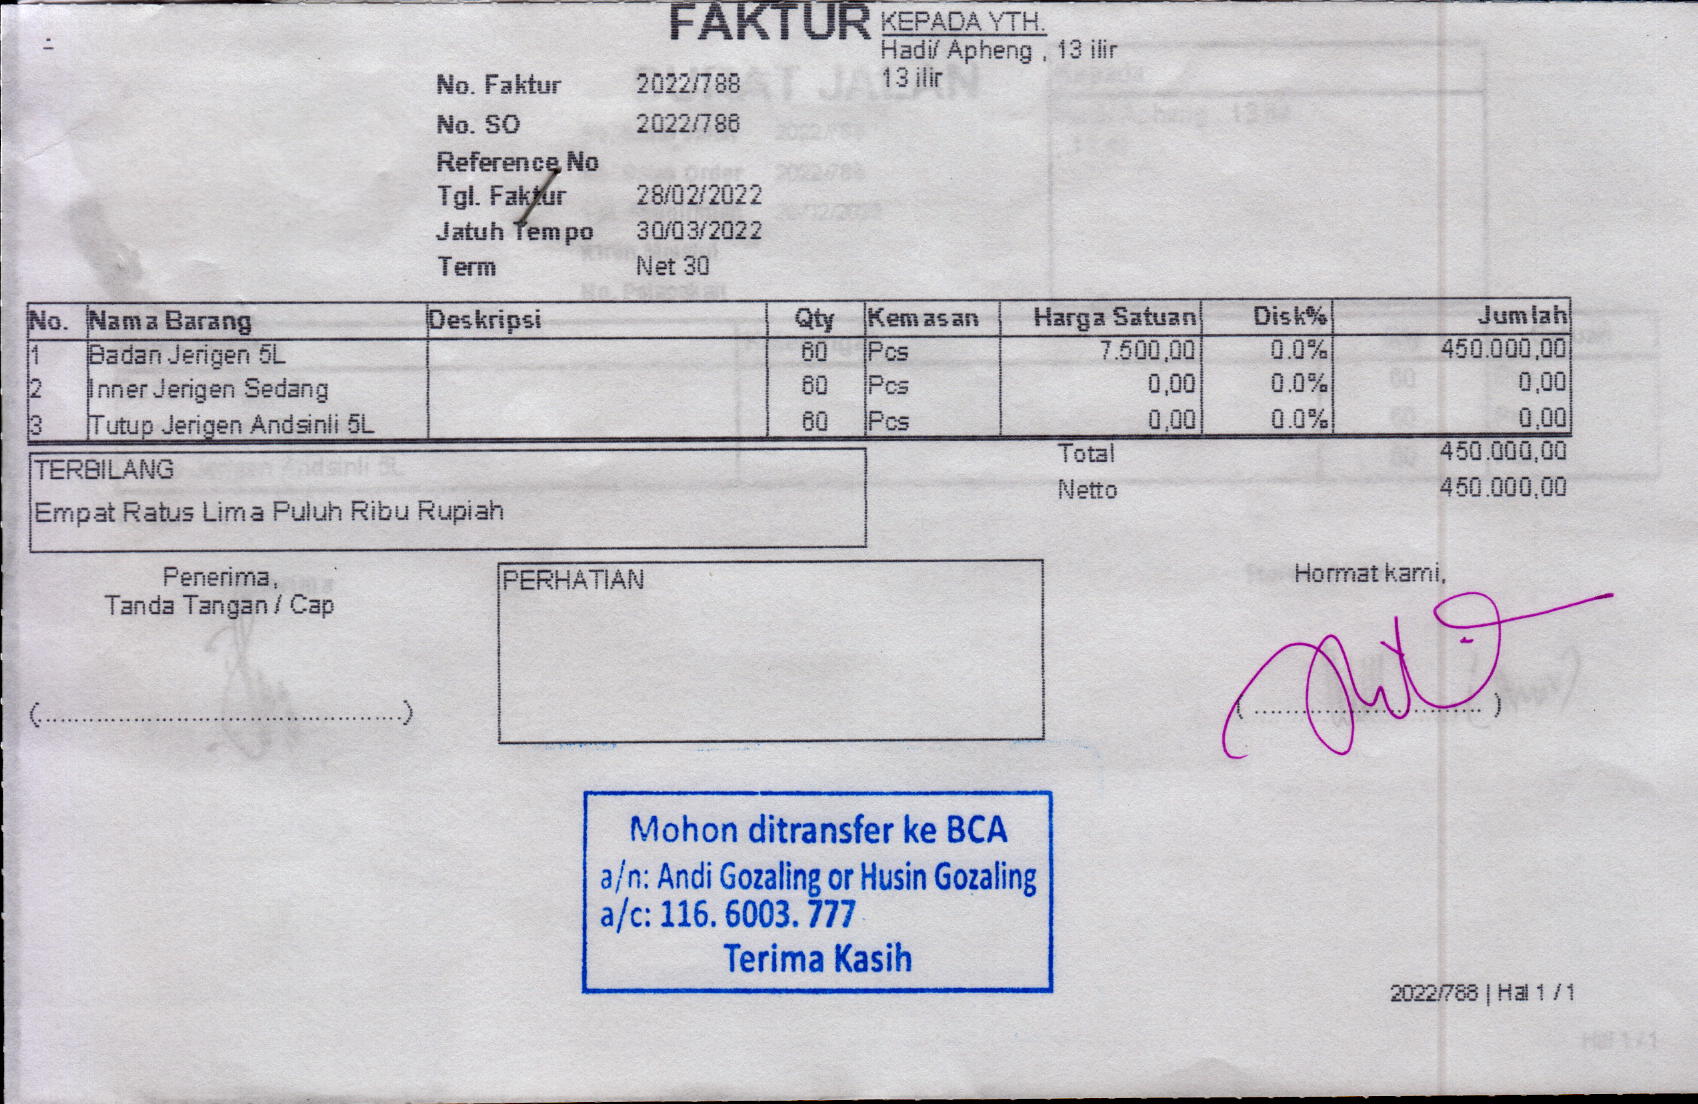 FAKTUR
KEPADA YTH.
Hadi/ Apheng , 13 ilir
13 ilir
No. Faktur 2022/788
No. SO 2022/786
Reference No
Tgl. Faktur 28/02/2022
Jatuh Tempo 30/03/2022
Term Net 30
No. Nama Barang Deskripsi Qty Kemasan Harga Satuan Disk% Jumlah
1 Badan Jerigen 5L 60 Pcs 7.500,00 0.0% 450.000,00
2 Inner Jerigen Sedang 60 Pcs 0,00 0.0% 0,00
3 Tutup Jerigen Andsinli 5L 60 Pcs 0,00 0.0% 0,00
Total 450.000,00
Netto 450.000,00
TERBILANG
Empat Ratus Lima Puluh Ribu Rupiah
Penerima,
Tanda Tangan / Cap
(....................................................)
PERHATIAN
Hormat kami,
( ................................ )
Mohon ditransfer ke BCA
a/n: Andi Gozaling or Husin Gozaling
a/c: 116. 6003. 777
Terima Kasih
2022/788 | Hal 1 / 1